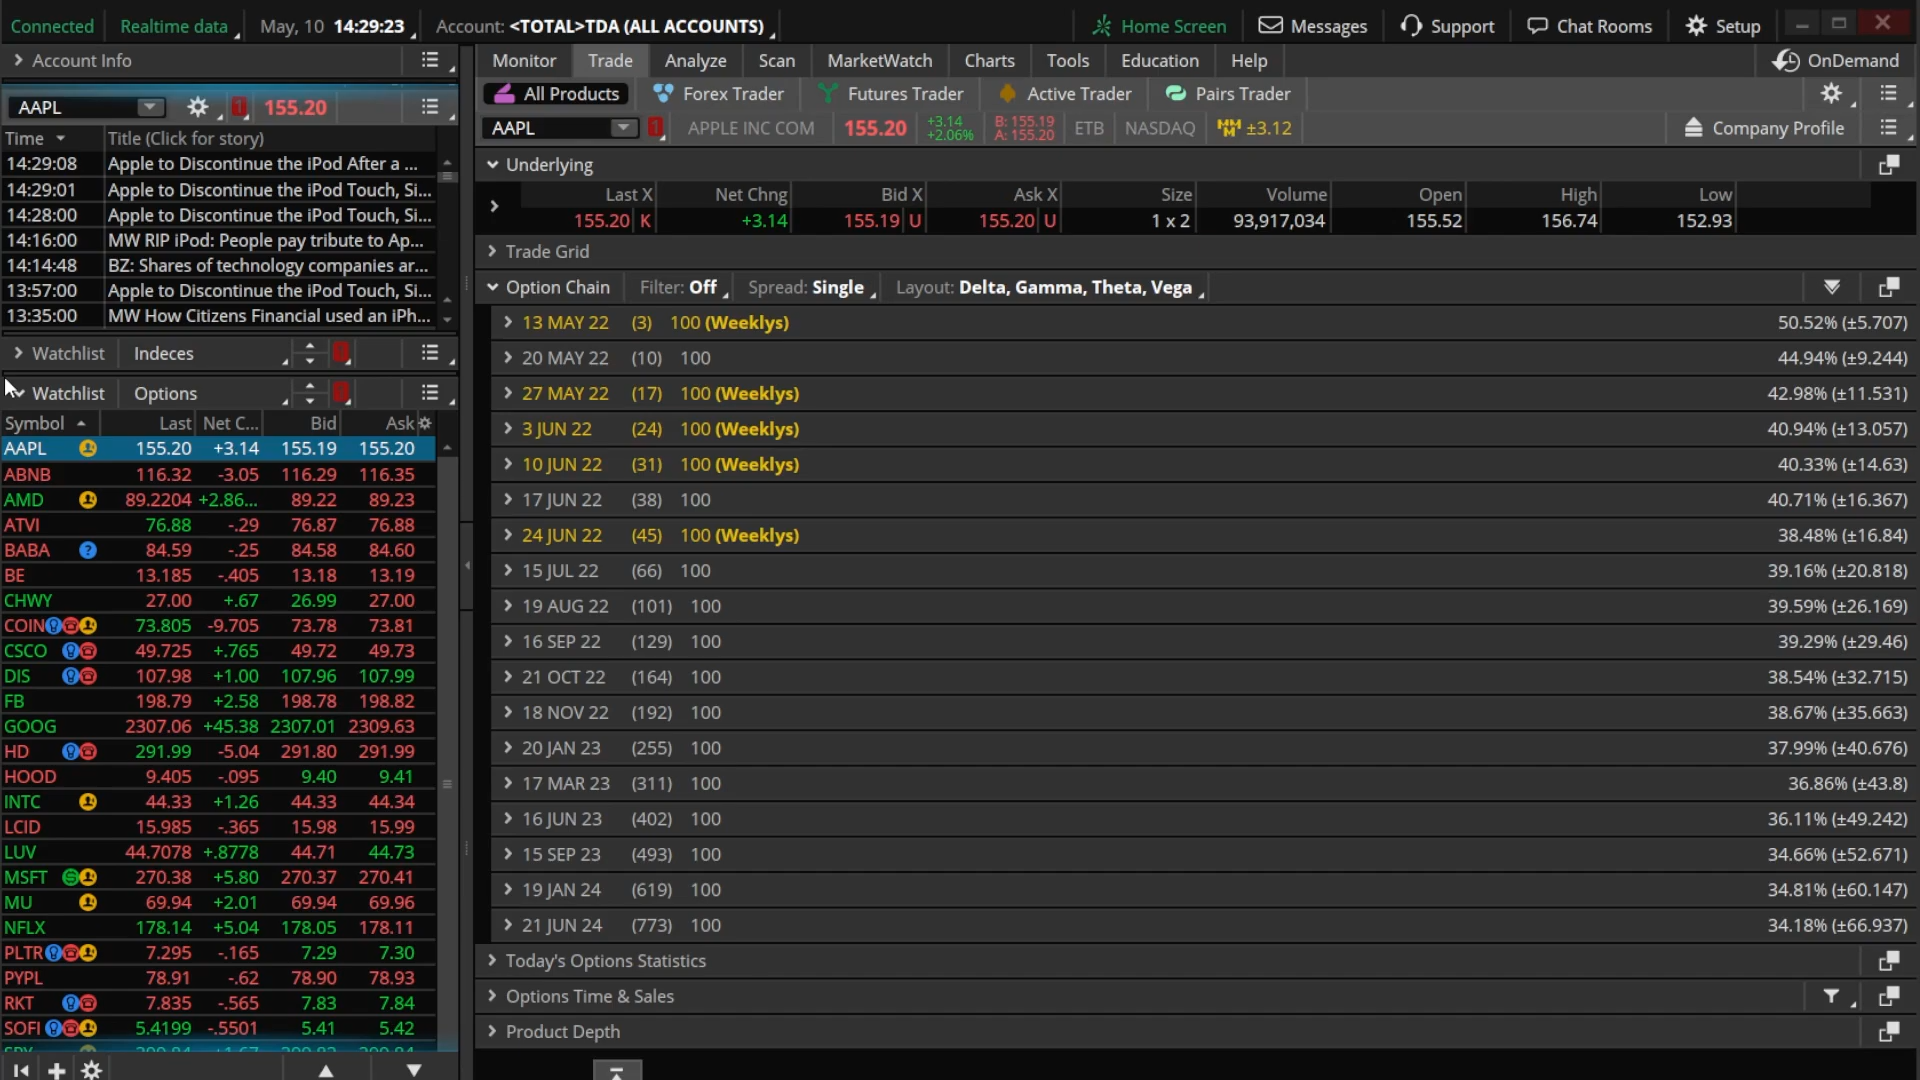 Connected Realtime data May, 10 14:29:23 Account: <TOTAL>TDA (ALL ACCOUNTS) Home Screen Messages Support Chat Rooms Setup
Account Info
AAPL 1 155.20
Time Title (Click for story)
14:29:08 Apple to Discontinue the iPod After a ...
14:29:01 Apple to Discontinue the iPod Touch, Si...
14:28:00 Apple to Discontinue the iPod Touch, Si...
14:16:00 MW RIP iPod: People pay tribute to Ap...
14:14:48 BZ: Shares of technology companies ar...
13:57:00 Apple to Discontinue the iPod Touch, Si...
13:35:00 MW How Citizens Financial used an iPh...
Watchlist Indeces
Watchlist Options
Symbol Last Net C... Bid Ask
AAPL 155.20 +3.14 155.19 155.20
ABNB 116.32 -3.05 116.29 116.35
AMD 89.2204 +2.86... 89.22 89.23
ATVI 76.88 -.29 76.87 76.88
BABA ? 84.59 -.25 84.58 84.60
BE 13.185 -.405 13.18 13.19
CHWY 27.00 +.67 26.99 27.00
COIN 73.805 -9.705 73.78 73.81
CSCO 49.725 +.765 49.72 49.73
DIS 107.98 +1.00 107.96 107.99
FB 198.79 +2.58 198.78 198.82
GOOG 2307.06 +45.38 2307.01 2309.63
HD 291.99 -5.04 291.80 291.99
HOOD 9.405 -.095 9.40 9.41
INTC 44.33 +1.26 44.33 44.34
LCID 15.985 -.365 15.98 15.99
LUV 44.7078 +.8778 44.71 44.73
MSFT 270.38 +5.80 270.37 270.41
MU 69.94 +2.01 69.94 69.96
NFLX 178.14 +5.04 178.05 178.11
PLTR 7.295 -.165 7.29 7.30
PYPL 78.91 -.62 78.90 78.93
RKT 7.835 -.565 7.83 7.84
SOFI 5.4199 -.5501 5.41 5.42
Monitor Trade Analyze Scan MarketWatch Charts Tools Education Help OnDemand
All Products Forex Trader Futures Trader Active Trader Pairs Trader
AAPL 1 APPLE INC COM 155.20 +3.14 +2.06% B: 155.19 A: 155.20 ETB NASDAQ MM ±3.12 Company Profile
Underlying
Last X Net Chng Bid X Ask X Size Volume Open High Low
155.20 K +3.14 155.19 U 155.20 U 1 x 2 93,917,034 155.52 156.74 152.93
Trade Grid
Option Chain Filter: Off Spread: Single Layout: Delta, Gamma, Theta, Vega
13 MAY 22 (3) 100 (Weeklys) 50.52% (±5.707)
20 MAY 22 (10) 100 44.94% (±9.244)
27 MAY 22 (17) 100 (Weeklys) 42.98% (±11.531)
3 JUN 22 (24) 100 (Weeklys) 40.94% (±13.057)
10 JUN 22 (31) 100 (Weeklys) 40.33% (±14.63)
17 JUN 22 (38) 100 40.71% (±16.367)
24 JUN 22 (45) 100 (Weeklys) 38.48% (±16.84)
15 JUL 22 (66) 100 39.16% (±20.818)
19 AUG 22 (101) 100 39.59% (±26.169)
16 SEP 22 (129) 100 39.29% (±29.46)
21 OCT 22 (164) 100 38.54% (±32.715)
18 NOV 22 (192) 100 38.67% (±35.663)
20 JAN 23 (255) 100 37.99% (±40.676)
17 MAR 23 (311) 100 36.86% (±43.8)
16 JUN 23 (402) 100 36.11% (±49.242)
15 SEP 23 (493) 100 34.66% (±52.671)
19 JAN 24 (619) 100 34.81% (±60.147)
21 JUN 24 (773) 100 34.18% (±66.937)
Today's Options Statistics
Options Time & Sales
Product Depth